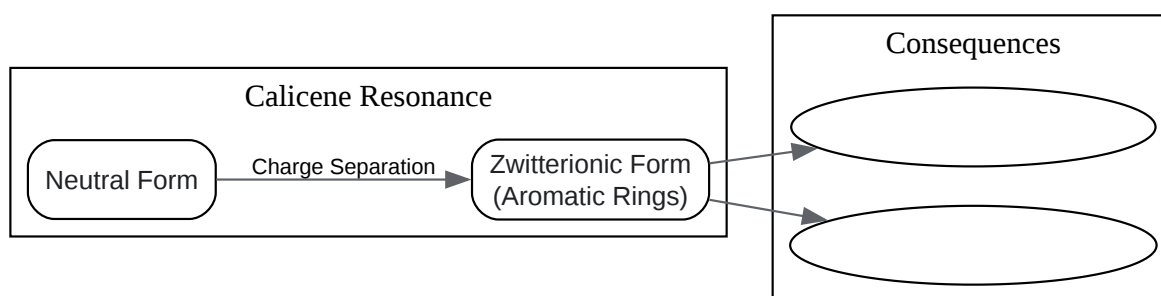 Consequences
Calicene Resonance
Neutral Form
Charge Separation
Zwitterionic Form
(Aromatic Rings)